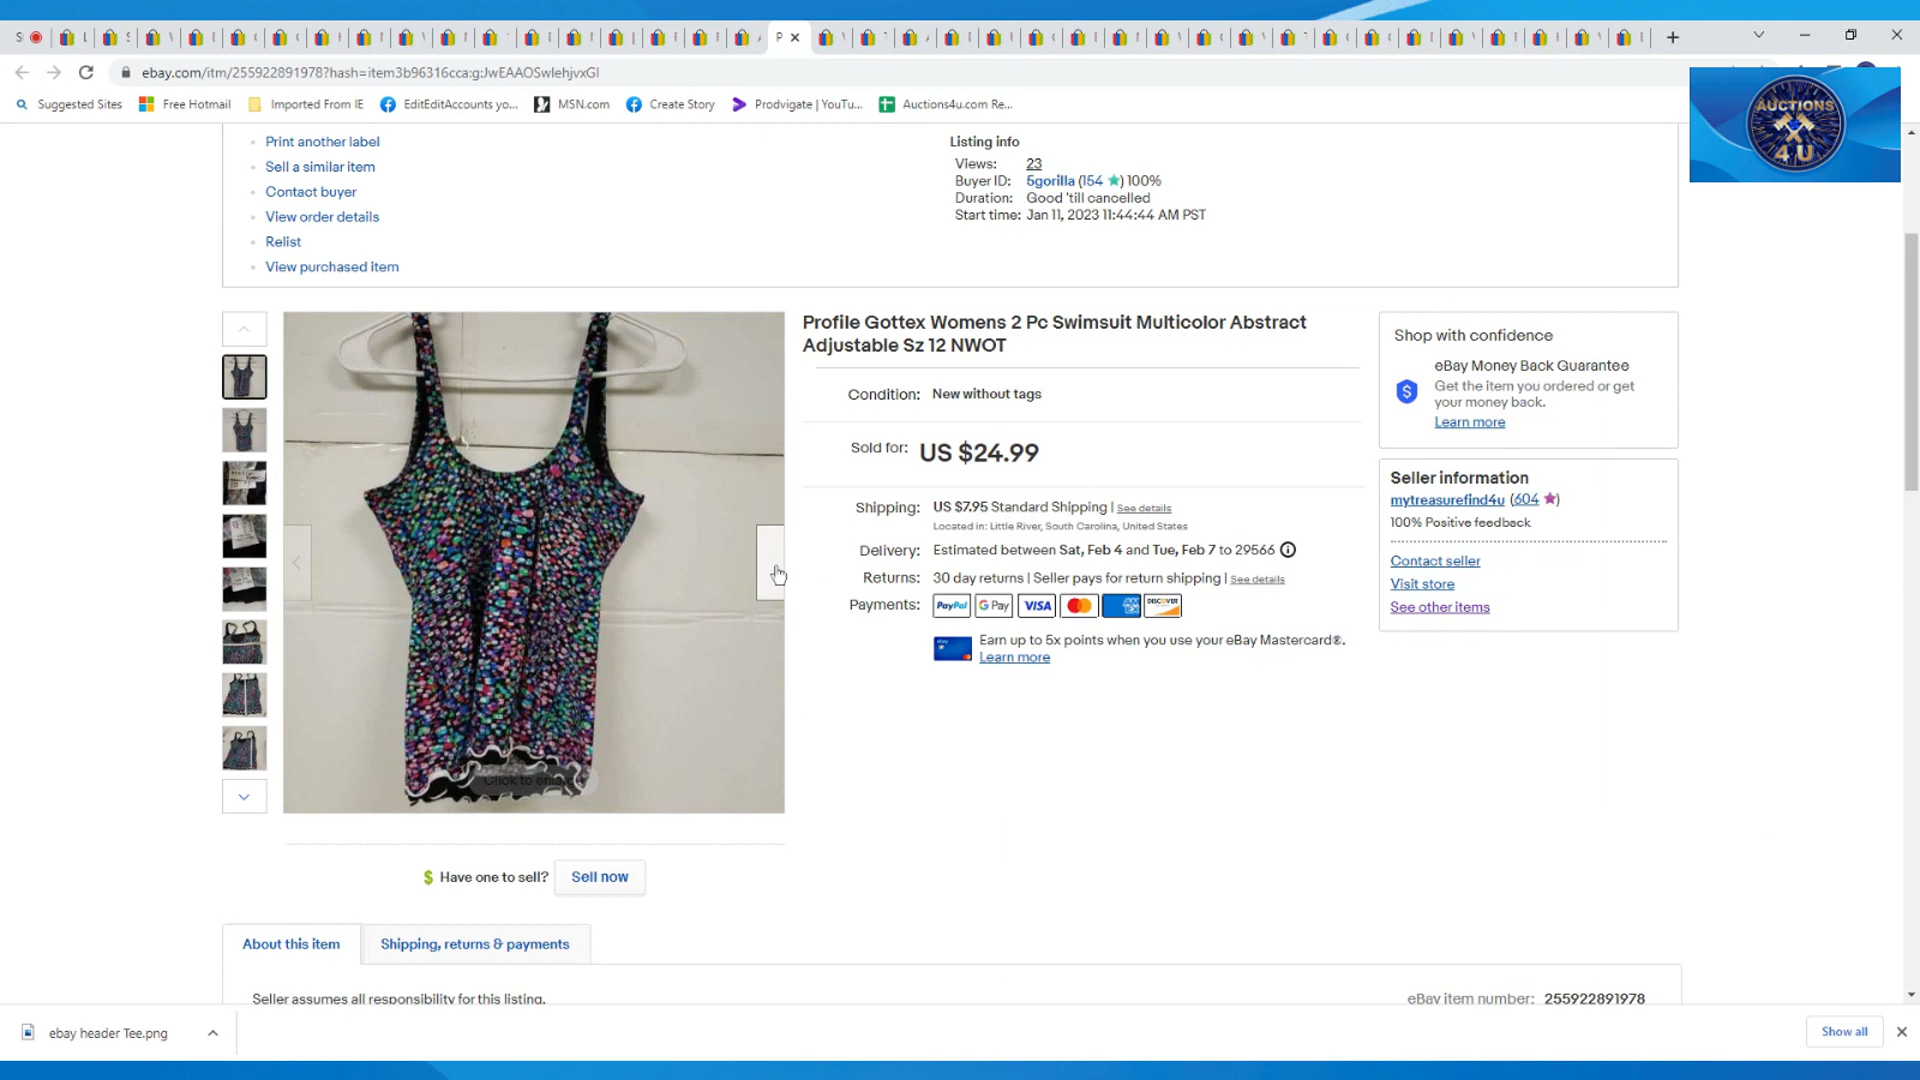 ebay.com/itm/255922891978?hash=item3b96316cca:g:JwEAAOSwlehjvxGI
Suggested Sites
Free Hotmail
Imported From IE
EditEditAccounts yo...
MSN.com
Create Story
Prodvigate | YouTu...
Auctions4u.com Re...
AUCTIONS
X
4 U
Print another label
Sell a similar item
Contact buyer
View order details
Relist
View purchased item
Listing info
Views: 23
Buyer ID: 5gorilla (154 ) 100%
Duration: Good 'till cancelled
Start time: Jan 11, 2023 11:44:44 AM PST
Click to enlarge
Profile Gottex Womens 2 Pc Swimsuit Multicolor Abstract
Adjustable Sz 12 NWOT
Condition: New without tags
Sold for: US $24.99
Shipping: US $7.95 Standard Shipping | See details
Located in: Little River, South Carolina, United States
Delivery: Estimated between Sat, Feb 4 and Tue, Feb 7 to 29566
Returns: 30 day returns | Seller pays for return shipping | See details
Payments: PayPal G Pay VISA AMEX DISCOVER
Earn up to 5x points when you use your eBay Mastercard®.
Learn more
Shop with confidence
eBay Money Back Guarantee
Get the item you ordered or get
your money back.
Learn more
Seller information
mytreasurefind4u (604 )
100% Positive feedback
Contact seller
Visit store
See other items
$ Have one to sell? Sell now
About this item
Shipping, returns & payments
Seller assumes all responsibility for this listing.
eBay item number: 255922891978
ebay header Tee.png
Show all